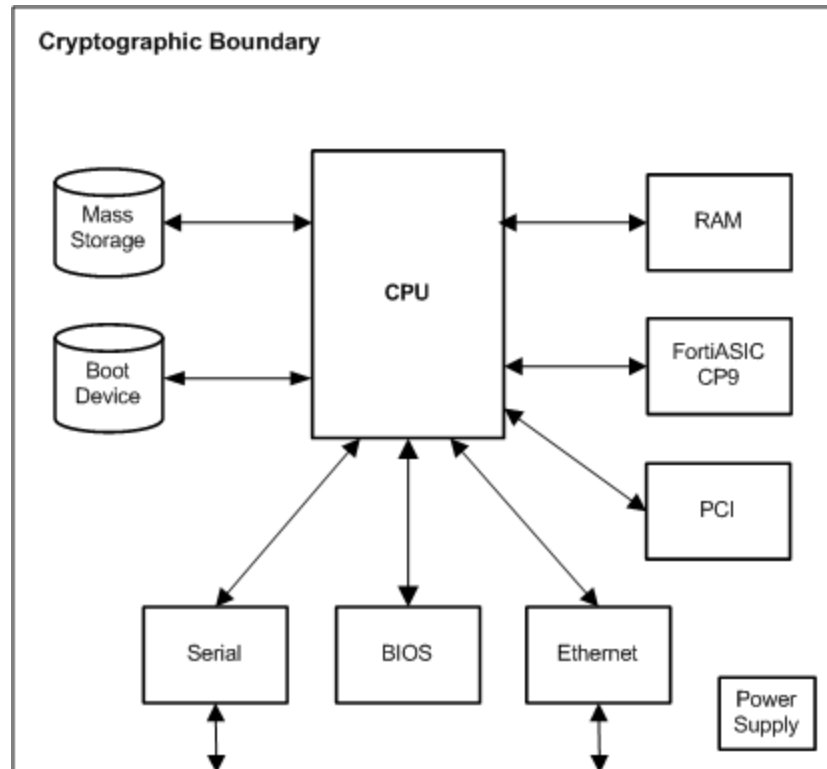 Cryptographic Boundary
Mass
Storage
CPU
RAM
Boot
Device
FortiASIC
CP9
PCI
Serial
BIOS
Ethernet
Power
Supply